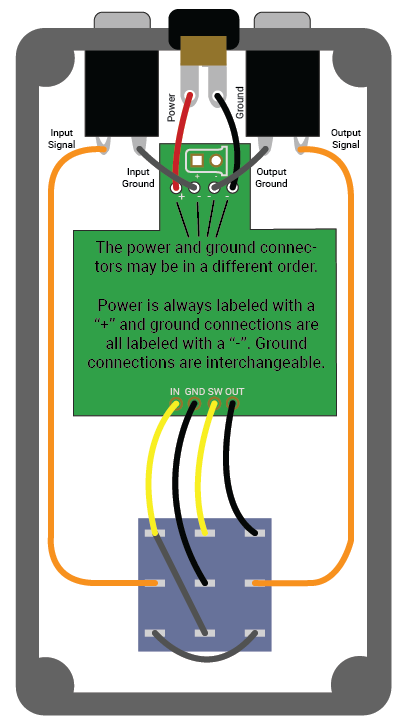 Power
Ground
Input
Signal
Output
Signal
Input
Ground
Output
Ground
+ -
+ - - -
The power and ground connec-
tors may be in a different order.
Power is always labeled with a
“+” and ground connections are
all labeled with a “-”. Ground
connections are interchangeable.
IN GND SW OUT